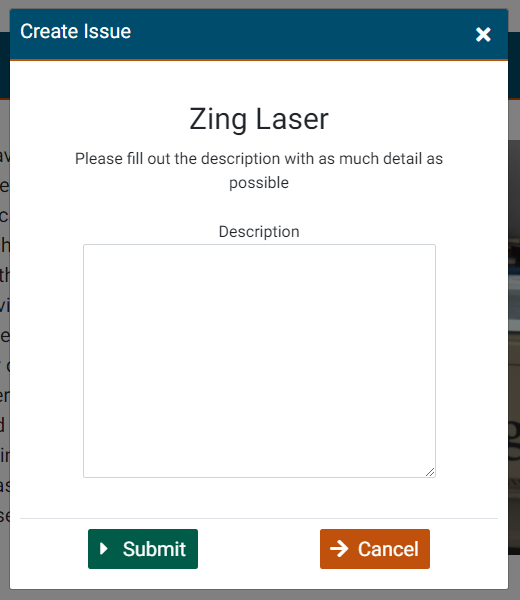 Create Issue
Zing Laser
Please fill out the description with as much detail as
possible
Description
Submit
Cancel